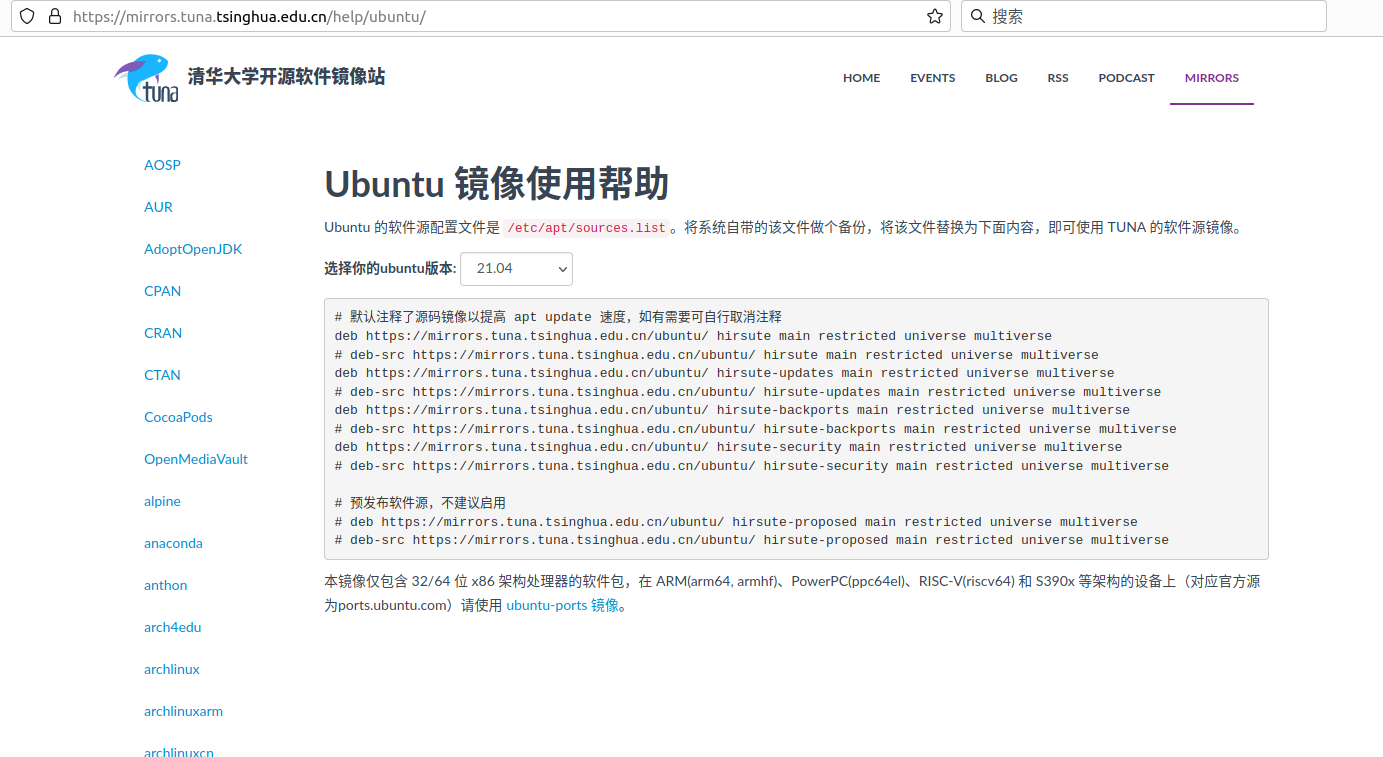 https://mirrors.tuna.tsinghua.edu.cn/help/ubuntu/
搜索
tuna
清华大学开源软件镜像站
HOME
EVENTS
BLOG
RSS
PODCAST
MIRRORS
AOSP
AUR
AdoptOpenJDK
CPAN
CRAN
CTAN
CocoaPods
OpenMediaVault
alpine
anaconda
anthon
arch4edu
archlinux
archlinuxarm
archlinuxcn
Ubuntu 镜像使用帮助
Ubuntu 的软件源配置文件是 /etc/apt/sources.list 。将系统自带的该文件做个备份，将该文件替换为下面内容，即可使用 TUNA 的软件源镜像。
选择你的ubuntu版本: 21.04
# 默认注释了源码镜像以提高 apt update 速度，如有需要可自行取消注释
deb https://mirrors.tuna.tsinghua.edu.cn/ubuntu/ hirsute main restricted universe multiverse
# deb-src https://mirrors.tuna.tsinghua.edu.cn/ubuntu/ hirsute main restricted universe multiverse
deb https://mirrors.tuna.tsinghua.edu.cn/ubuntu/ hirsute-updates main restricted universe multiverse
# deb-src https://mirrors.tuna.tsinghua.edu.cn/ubuntu/ hirsute-updates main restricted universe multiverse
deb https://mirrors.tuna.tsinghua.edu.cn/ubuntu/ hirsute-backports main restricted universe multiverse
# deb-src https://mirrors.tuna.tsinghua.edu.cn/ubuntu/ hirsute-backports main restricted universe multiverse
deb https://mirrors.tuna.tsinghua.edu.cn/ubuntu/ hirsute-security main restricted universe multiverse
# deb-src https://mirrors.tuna.tsinghua.edu.cn/ubuntu/ hirsute-security main restricted universe multiverse
# 预发布软件源，不建议启用
# deb https://mirrors.tuna.tsinghua.edu.cn/ubuntu/ hirsute-proposed main restricted universe multiverse
# deb-src https://mirrors.tuna.tsinghua.edu.cn/ubuntu/ hirsute-proposed main restricted universe multiverse
本镜像仅包含 32/64 位 x86 架构处理器的软件包，在 ARM(arm64, armhf)、PowerPC(ppc64el)、RISC-V(riscv64) 和 S390x 等架构的设备上（对应官方源
为ports.ubuntu.com）请使用 ubuntu-ports 镜像。